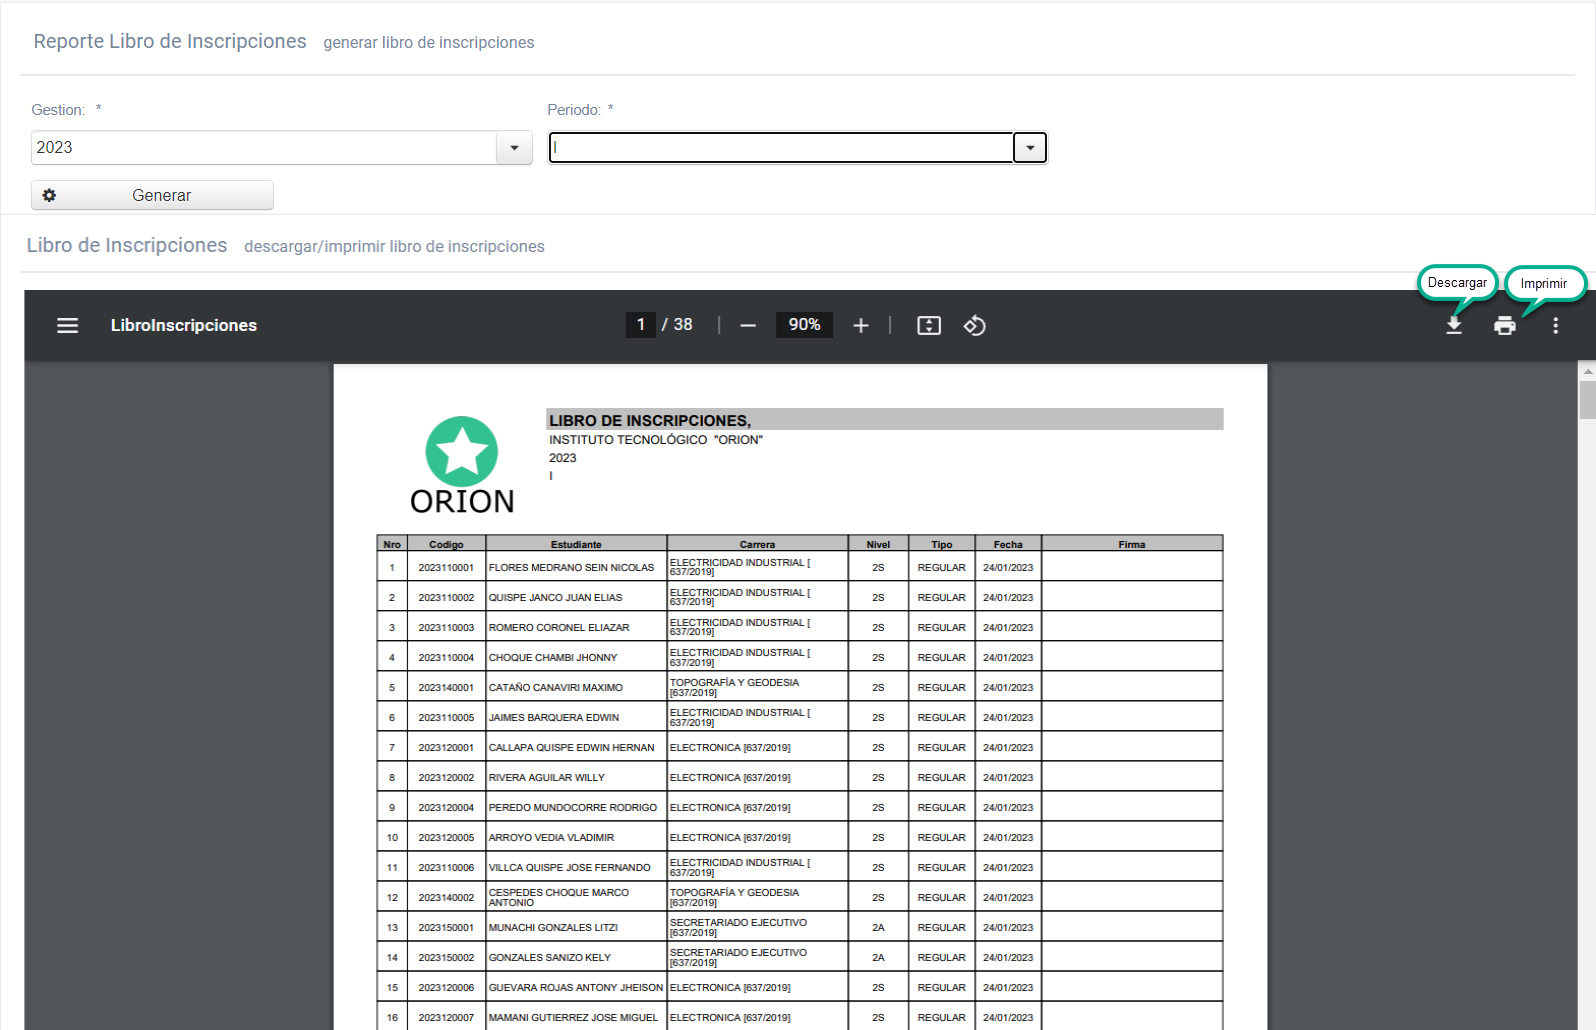 Reporte Libro de Inscripciones generar libro de inscripciones
Gestion: * Periodo: *
2023 I
Generar
Libro de Inscripciones descargar/imprimir libro de inscripciones
Descargar Imprimir
LibroInscripciones 1 / 38 90%
LIBRO DE INSCRIPCIONES,
INSTITUTO TECNOLÓGICO "ORION"
2023
I
ORION
Nro Codigo Estudiante Carrera Nivel Tipo Fecha Firma
1 2023110001 FLORES MEDRANO SEIN NICOLAS ELECTRICIDAD INDUSTRIAL [ 637/2019] 2S REGULAR 24/01/2023
2 2023110002 QUISPE JANCO JUAN ELIAS ELECTRICIDAD INDUSTRIAL [ 637/2019] 2S REGULAR 24/01/2023
3 2023110003 ROMERO CORONEL ELIAZAR ELECTRICIDAD INDUSTRIAL [ 637/2019] 2S REGULAR 24/01/2023
4 2023110004 CHOQUE CHAMBI JHONNY ELECTRICIDAD INDUSTRIAL [ 637/2019] 2S REGULAR 24/01/2023
5 2023140001 CATAÑO CANAVIRI MAXIMO TOPOGRAFÍA Y GEODESIA [637/2019] 2S REGULAR 24/01/2023
6 2023110005 JAIMES BARQUERA EDWIN ELECTRICIDAD INDUSTRIAL [ 637/2019] 2S REGULAR 24/01/2023
7 2023120001 CALLAPA QUISPE EDWIN HERNAN ELECTRONICA [637/2019] 2S REGULAR 24/01/2023
8 2023120002 RIVERA AGUILAR WILLY ELECTRONICA [637/2019] 2S REGULAR 24/01/2023
9 2023120004 PEREDO MUNDOCORRE RODRIGO ELECTRONICA [637/2019] 2S REGULAR 24/01/2023
10 2023120005 ARROYO VEDIA VLADIMIR ELECTRONICA [637/2019] 2S REGULAR 24/01/2023
11 2023110006 VILLCA QUISPE JOSE FERNANDO ELECTRICIDAD INDUSTRIAL [ 637/2019] 2S REGULAR 24/01/2023
12 2023140002 CESPEDES CHOQUE MARCO ANTONIO TOPOGRAFÍA Y GEODESIA [637/2019] 2S REGULAR 24/01/2023
13 2023150001 MUNACHI GONZALES LITZI SECRETARIADO EJECUTIVO [637/2019] 2A REGULAR 24/01/2023
14 2023150002 GONZALES SANIZO KELY SECRETARIADO EJECUTIVO [637/2019] 2A REGULAR 24/01/2023
15 2023120006 GUEVARA ROJAS ANTONY JHEISON ELECTRONICA [637/2019] 2S REGULAR 24/01/2023
16 2023120007 MAMANI GUTIERREZ JOSE MIGUEL ELECTRONICA [637/2019] 2S REGULAR 24/01/2023